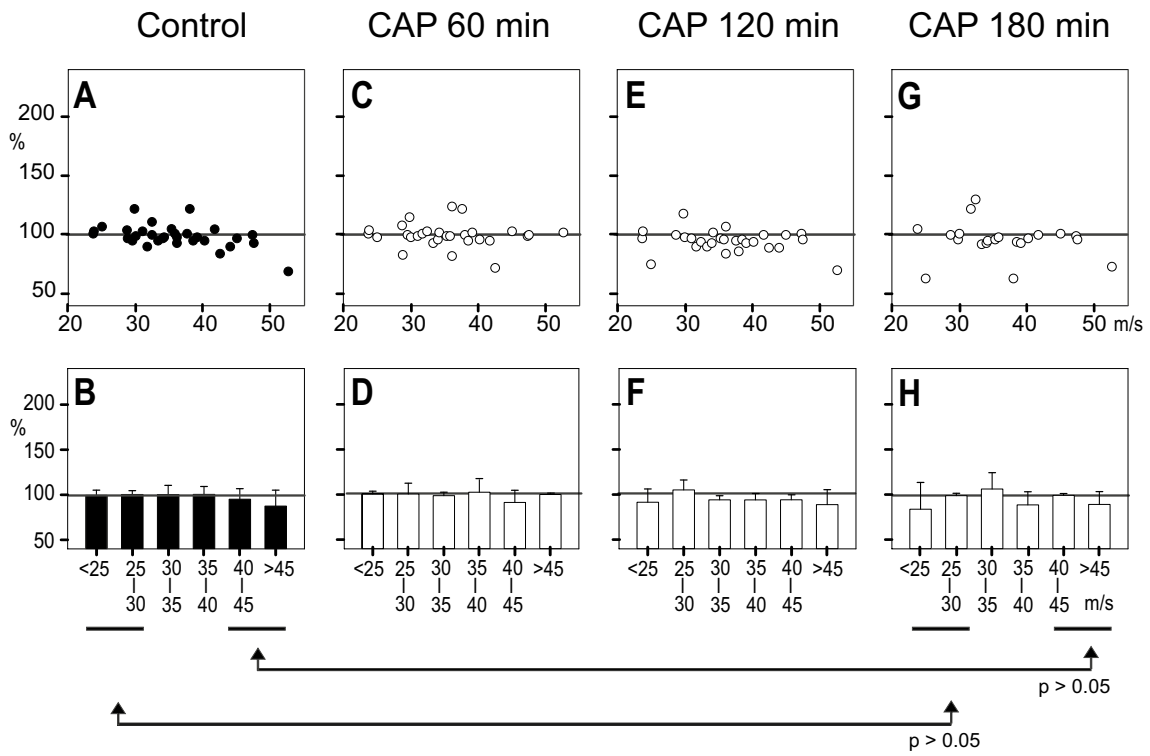 Control CAP 60 min CAP 120 min CAP 180 min
A C E G
200
%
150
100
50
20 30 40 50 20 30 40 50 20 30 40 50 20 30 40 50 m/s
B D F H
200
%
150
100
50
<25 25 30 35 40 >45 <25 25 30 35 40 >45 <25 25 30 35 40 >45 <25 25 30 35 40 >45
30 35 40 45 30 35 40 45 30 35 40 45 30 35 40 45 m/s
p > 0.05
p > 0.05